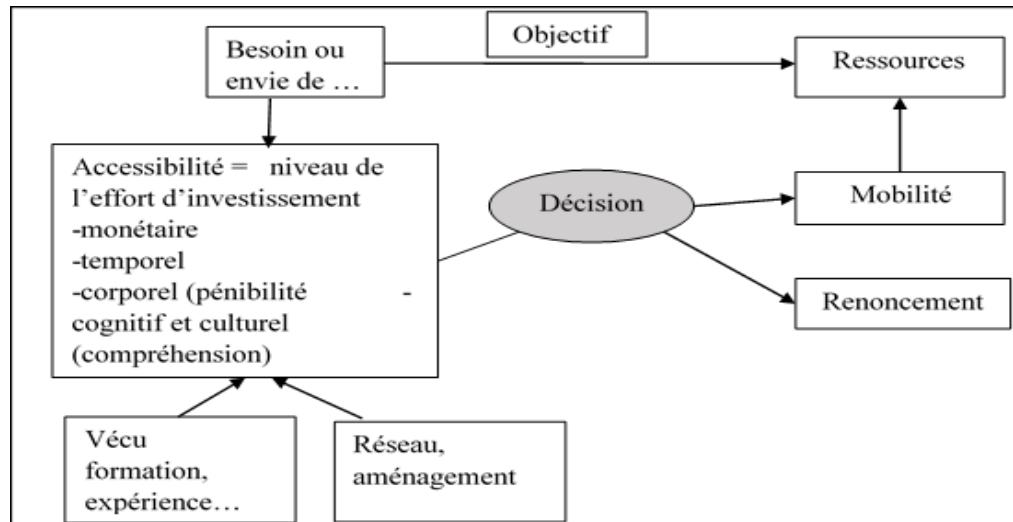 Besoin ou
envie de …
Objectif
Ressources
Accessibilité = niveau de
l'effort d'investissement
-monétaire
-temporel
-corporel (pénibilité -
cognitif et culturel
(compréhension)
Décision
Mobilité
Renoncement
Vécu
formation,
expérience…
Réseau,
aménagement